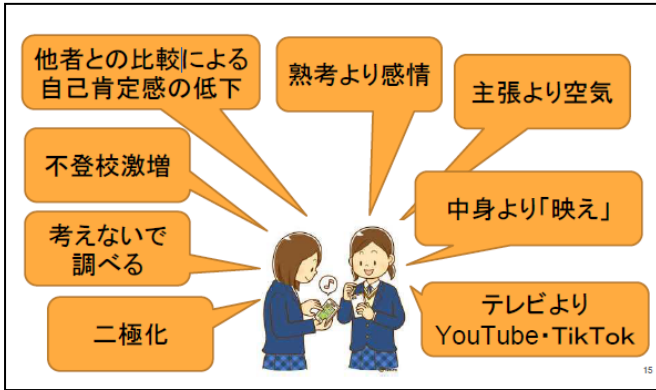 他者との比較による
自己肯定感の低下
熟考より感情
主張より空気
不登校激増
中身より「映え」
考えないで
調べる
二極化
テレビより
YouTube・TikTok
15